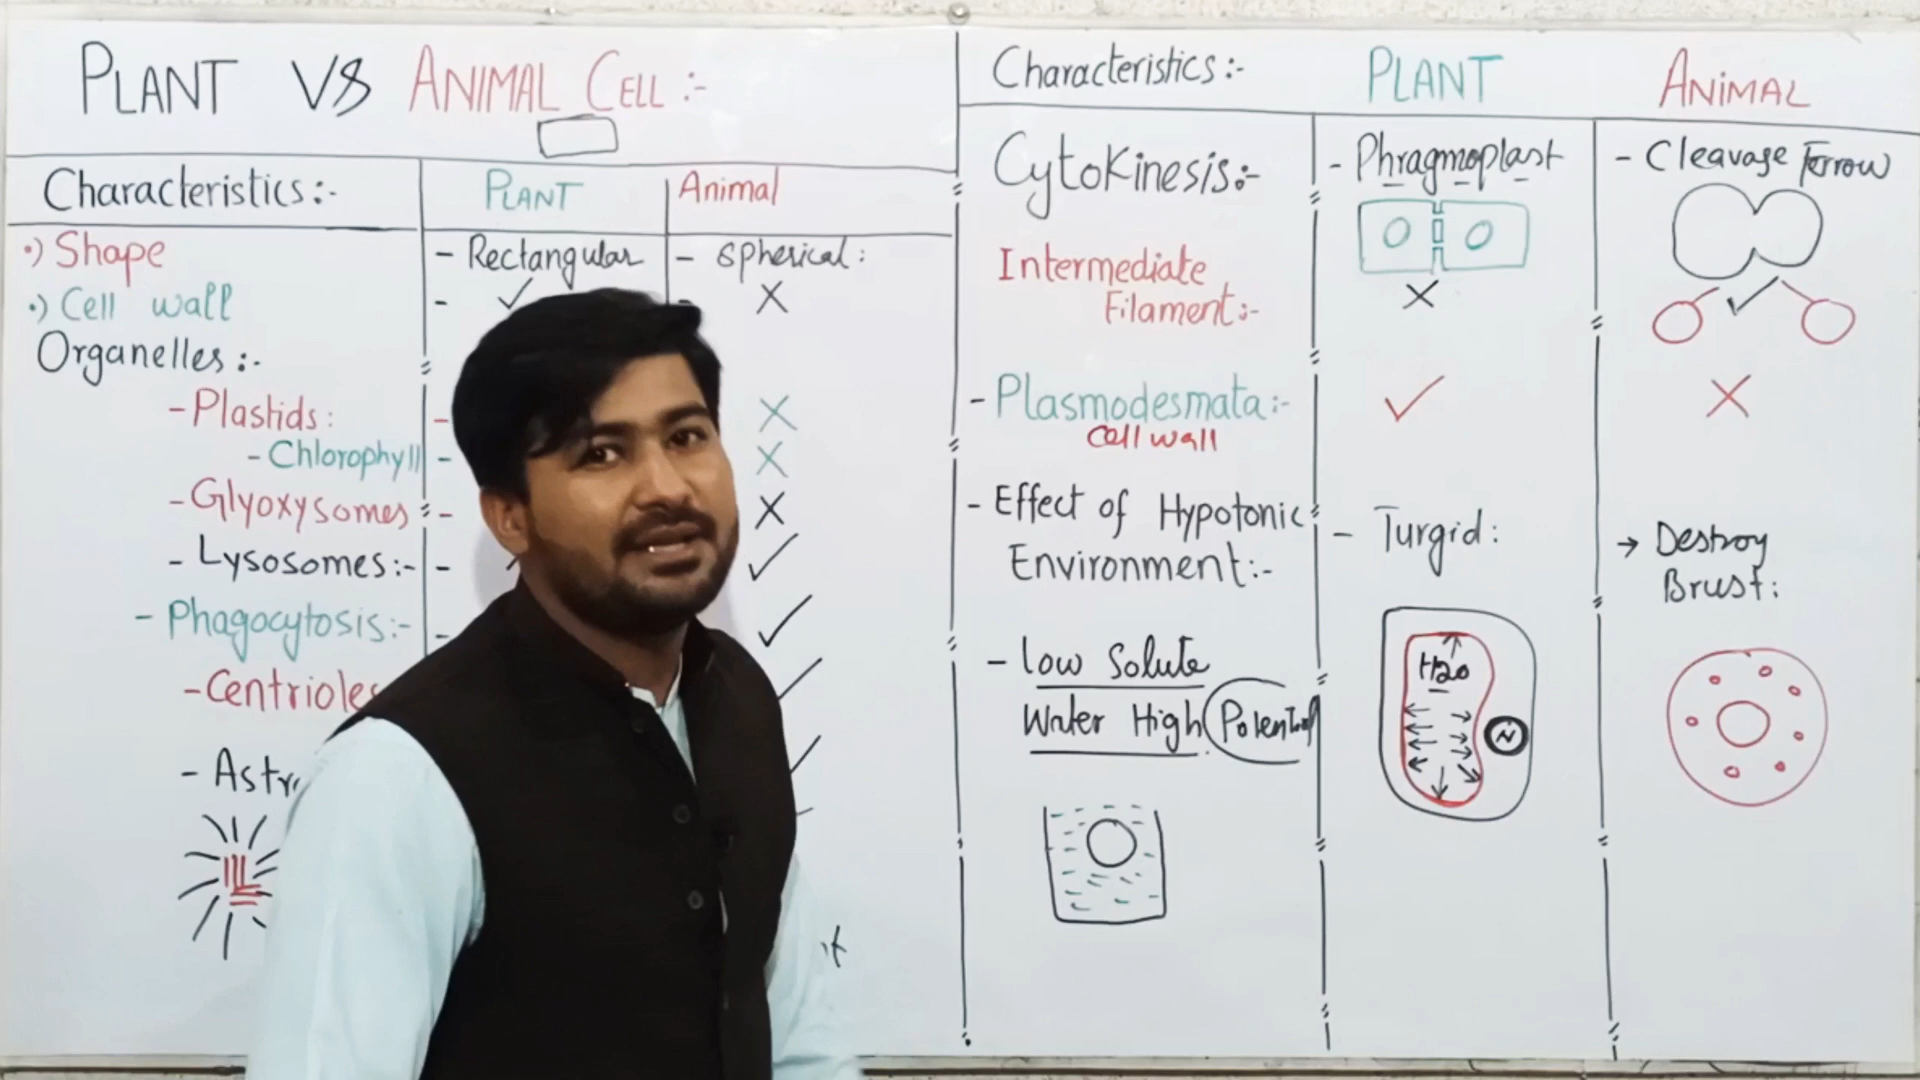 PLANT VS ANIMAL CELL :-
Characteristics :- PLANT Animal
•) Shape - Rectangular - Spherical :
•) Cell wall - ✓ - X
Organelles :-
- Plastids : - X
- Chlorophyll - X
- Glyoxysomes - X
- Lysosomes :- - ✓
- Phagocytosis :- - ✓
- Centrioles
Characteristics :- PLANT ANIMAL
Cytokinesis :- - Phragmoplast - Cleavage Ferrow
Intermediate
Filament :- X ✓
- Plasmodesmata :- ✓ X
Cell wall
- Effect of Hypotonic - Turgid : → Destroy
Environment :- Brust :
- Low Solute
Water High Potential
H2O
N